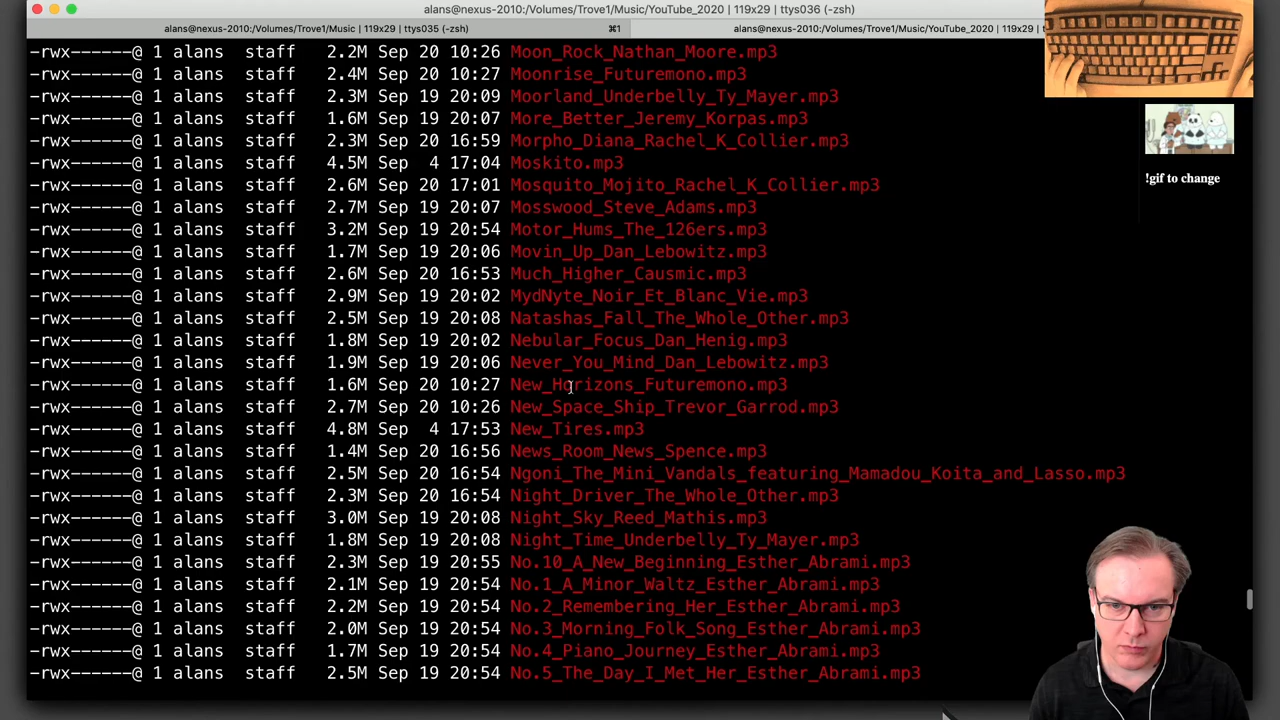 alans@nexus-2010:/Volumes/Trove1/Music/YouTube_2020 | 119x29 | ttys036 (-zsh)
alans@nexus-2010:/Volumes/Trove1/Music | 119x29 | ttys035 (-zsh) ⌘1 alans@nexus-2010:/Volumes/Trove1/Music/YouTube_2020 | 119x29 | tty
-rwx------@ 1 alans staff 2.2M Sep 20 10:26 Moon_Rock_Nathan_Moore.mp3
-rwx------@ 1 alans staff 2.4M Sep 20 10:27 Moonrise_Futuremono.mp3
-rwx------@ 1 alans staff 2.3M Sep 19 20:09 Moorland_Underbelly_Ty_Mayer.mp3
-rwx------@ 1 alans staff 1.6M Sep 19 20:07 More_Better_Jeremy_Korpas.mp3
-rwx------@ 1 alans staff 2.3M Sep 20 16:59 Morpho_Diana_Rachel_K_Collier.mp3
-rwx------@ 1 alans staff 4.5M Sep 4 17:04 Moskito.mp3
-rwx------@ 1 alans staff 2.6M Sep 20 17:01 Mosquito_Mojito_Rachel_K_Collier.mp3
-rwx------@ 1 alans staff 2.7M Sep 19 20:07 Mosswood_Steve_Adams.mp3
-rwx------@ 1 alans staff 3.2M Sep 19 20:54 Motor_Hums_The_126ers.mp3
-rwx------@ 1 alans staff 1.7M Sep 19 20:06 Movin_Up_Dan_Lebowitz.mp3
-rwx------@ 1 alans staff 2.6M Sep 20 16:53 Much_Higher_Causmic.mp3
-rwx------@ 1 alans staff 2.9M Sep 19 20:02 MydNyte_Noir_Et_Blanc_Vie.mp3
-rwx------@ 1 alans staff 2.5M Sep 19 20:08 Natashas_Fall_The_Whole_Other.mp3
-rwx------@ 1 alans staff 1.8M Sep 19 20:02 Nebular_Focus_Dan_Henig.mp3
-rwx------@ 1 alans staff 1.9M Sep 19 20:06 Never_You_Mind_Dan_Lebowitz.mp3
-rwx------@ 1 alans staff 1.6M Sep 20 10:27 New_Horizons_Futuremono.mp3
-rwx------@ 1 alans staff 2.7M Sep 20 10:26 New_Space_Ship_Trevor_Garrod.mp3
-rwx------@ 1 alans staff 4.8M Sep 4 17:53 New_Tires.mp3
-rwx------@ 1 alans staff 1.4M Sep 20 16:56 News_Room_News_Spence.mp3
-rwx------@ 1 alans staff 2.5M Sep 20 16:54 Ngoni_The_Mini_Vandals_featuring_Mamadou_Koita_and_Lasso.mp3
-rwx------@ 1 alans staff 2.3M Sep 20 16:54 Night_Driver_The_Whole_Other.mp3
-rwx------@ 1 alans staff 3.0M Sep 19 20:08 Night_Sky_Reed_Mathis.mp3
-rwx------@ 1 alans staff 1.8M Sep 19 20:08 Night_Time_Underbelly_Ty_Mayer.mp3
-rwx------@ 1 alans staff 2.3M Sep 19 20:55 No.10_A_New_Beginning_Esther_Abrami.mp3
-rwx------@ 1 alans staff 2.1M Sep 19 20:54 No.1_A_Minor_Waltz_Esther_Abrami.mp3
-rwx------@ 1 alans staff 2.2M Sep 19 20:54 No.2_Remembering_Her_Esther_Abrami.mp3
-rwx------@ 1 alans staff 2.0M Sep 19 20:54 No.3_Morning_Folk_Song_Esther_Abrami.mp3
-rwx------@ 1 alans staff 1.7M Sep 19 20:54 No.4_Piano_Journey_Esther_Abrami.mp3
-rwx------@ 1 alans staff 2.5M Sep 19 20:54 No.5_The_Day_I_Met_Her_Esther_Abrami.mp3
!gif to change